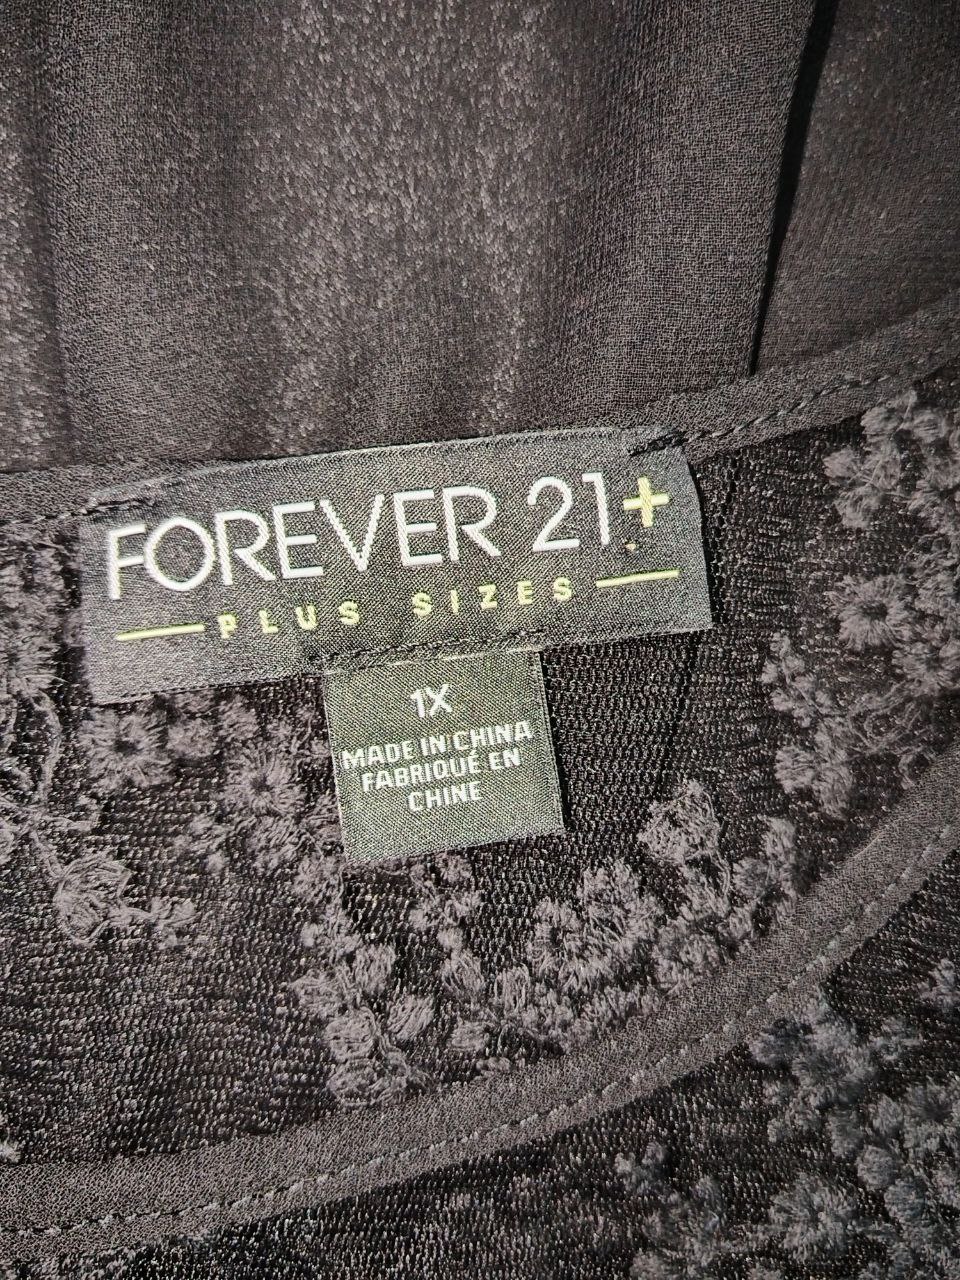 FOREVER 21+
PLUS SIZES
1X
MADE IN CHINA
FABRIQUÉ EN
CHINE